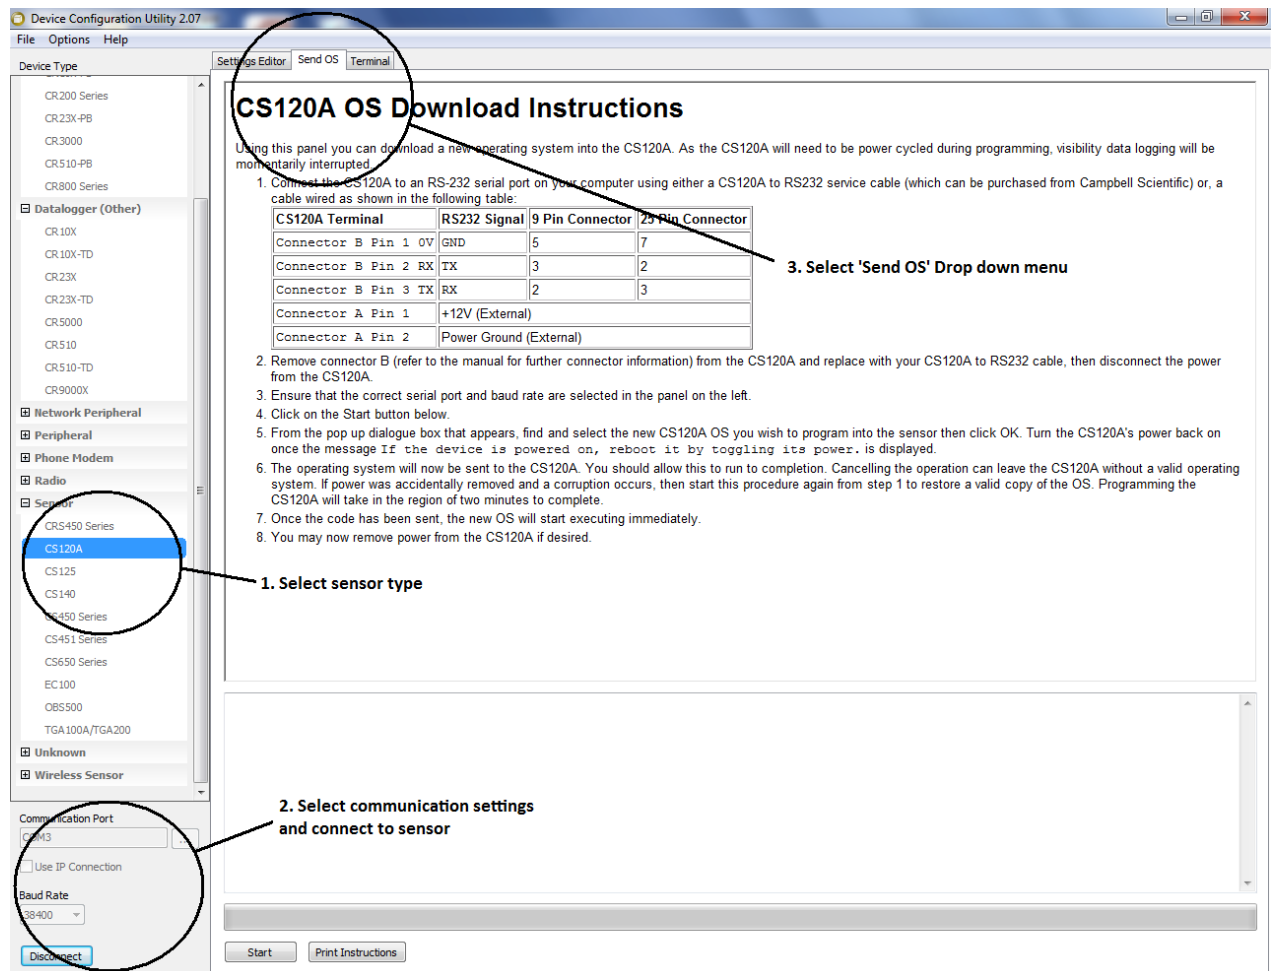 Device Configuration Utility 2.07
File Options Help
Device Type
CR200 Series
CR23X-PB
CR3000
CR510-PB
CR800 Series
Datalogger (Other)
CR10X
CR10X-TD
CR23X
CR23X-TD
CR5000
CR510
CR510-TD
CR9000X
Network Peripheral
Peripheral
Phone Modem
Radio
Sensor
CRS450 Series
CS120A
CS125
CS140
CS450 Series
CS451 Series
CS650 Series
EC100
OBS500
TGA100A/TGA200
Unknown
Wireless Sensor
Communication Port
COM3
...
Use IP Connection
Baud Rate
38400
Disconnect
Settings Editor Send OS Terminal
CS120A OS Download Instructions
Using this panel you can download a new operating system into the CS120A. As the CS120A will need to be power cycled during programming, visibility data logging will be
momentarily interrupted.
1. Connect the CS120A to an RS-232 serial port on your computer using either a CS120A to RS232 service cable (which can be purchased from Campbell Scientific) or, a
cable wired as shown in the following table:
CS120A Terminal RS232 Signal 9 Pin Connector 25 Pin Connector
Connector B Pin 1 0V GND 5 7
Connector B Pin 2 RX TX 3 2
Connector B Pin 3 TX RX 2 3
Connector A Pin 1 +12V (External)
Connector A Pin 2 Power Ground (External)
2. Remove connector B (refer to the manual for further connector information) from the CS120A and replace with your CS120A to RS232 cable, then disconnect the power
from the CS120A.
3. Ensure that the correct serial port and baud rate are selected in the panel on the left.
4. Click on the Start button below.
5. From the pop up dialogue box that appears, find and select the new CS120A OS you wish to program into the sensor then click OK. Turn the CS120A's power back on
once the message If the device is powered on, reboot it by toggling its power. is displayed.
6. The operating system will now be sent to the CS120A. You should allow this to run to completion. Cancelling the operation can leave the CS120A without a valid operating
system. If power was accidentally removed and a corruption occurs, then start this procedure again from step 1 to restore a valid copy of the OS. Programming the
CS120A will take in the region of two minutes to complete.
7. Once the code has been sent, the new OS will start executing immediately.
8. You may now remove power from the CS120A if desired.
3. Select 'Send OS' Drop down menu
1. Select sensor type
2. Select communication settings
and connect to sensor
Start Print Instructions